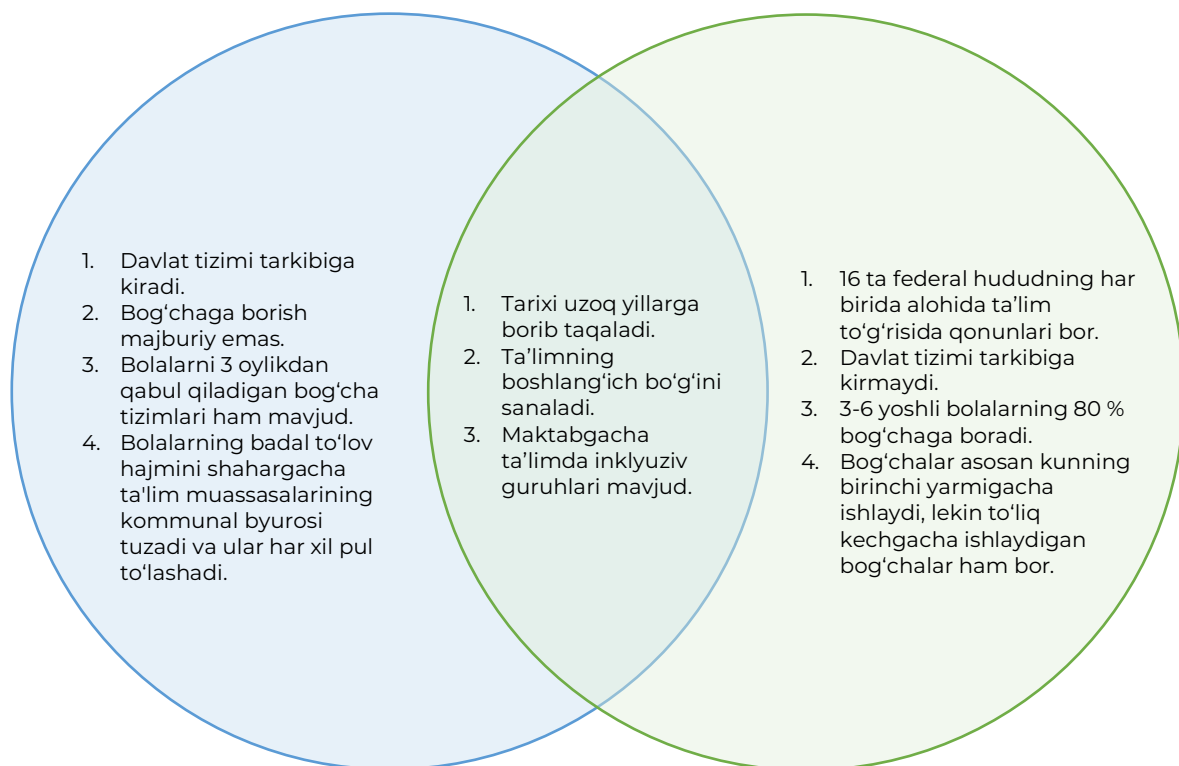 1. Davlat tizimi tarkibiga
kiradi.
2. Bog‘chaga borish
majburiy emas.
3. Bolalarni 3 oylikdan
qabul qiladigan bog‘cha
tizimlari ham mavjud.
4. Bolalarning badal to‘lov
hajmini shahargacha
ta'lim muassasalarining
kommunal byurosi
tuzadi va ular har xil pul
to‘lashadi.
1. Tarixi uzoq yillarga
borib taqaladi.
2. Ta’limning
boshlang‘ich bo‘g‘ini
sanaladi.
3. Maktabgacha
ta’limda inklyuziv
guruhlari mavjud.
1. 16 ta federal hududning har
birida alohida ta’lim
to‘g‘risida qonunlari bor.
2. Davlat tizimi tarkibiga
kirmaydi.
3. 3-6 yoshli bolalarning 80 %
bog‘chaga boradi.
4. Bog‘chalar asosan kunning
birinchi yarmigacha
ishlaydi, lekin to‘liq
kechgacha ishlaydigan
bog‘chalar ham bor.